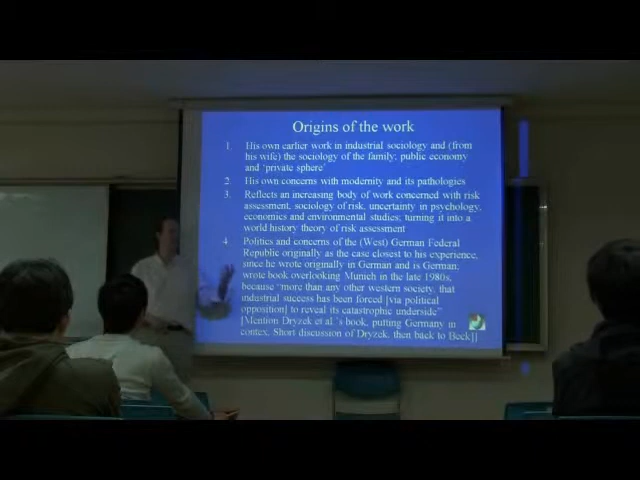 Origins of the work
1. His own earlier work in industrial sociology and (from
his wife) the sociology of the family; public economy
and 'private sphere'
2. His own concerns with modernity and its pathologies
3. Reflects an increasing body of work concerned with risk
assessment, sociology of risk, uncertainty in psychology,
economics and environmental studies; turning it into a
world history theory of risk assessment
4. Politics and concerns of the (West) German Federal
Republic originally as the case closest to his experience,
since he wrote originally in German and is German;
wrote book overlooking Munich in the late 1980s,
because "more than any other western society, that
industrial success has been forced [via political
opposition] to reveal its catastrophic underside"
[Mention Dryzek et al.'s book, putting Germany in
contex. Short discussion of Dryzek, then back to Beck]]